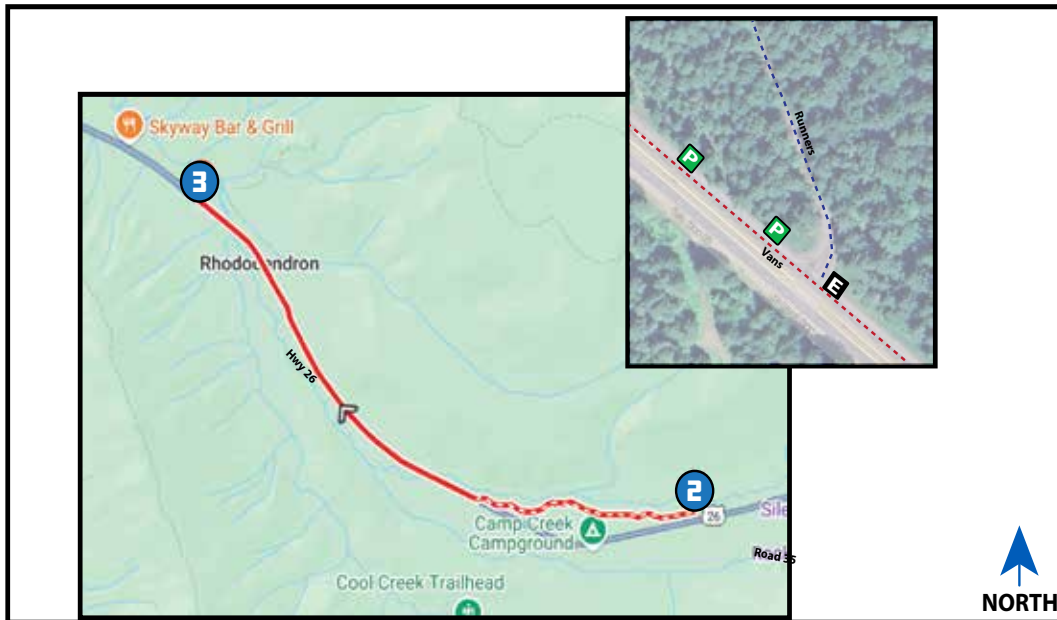 Skyway Bar & Grill
3
Rhododendron
Hwy 26
2
26
Camp Creek
Campground
Road 35
Cool Creek Trailhead
Runners
P
P
Vans
E
NORTH